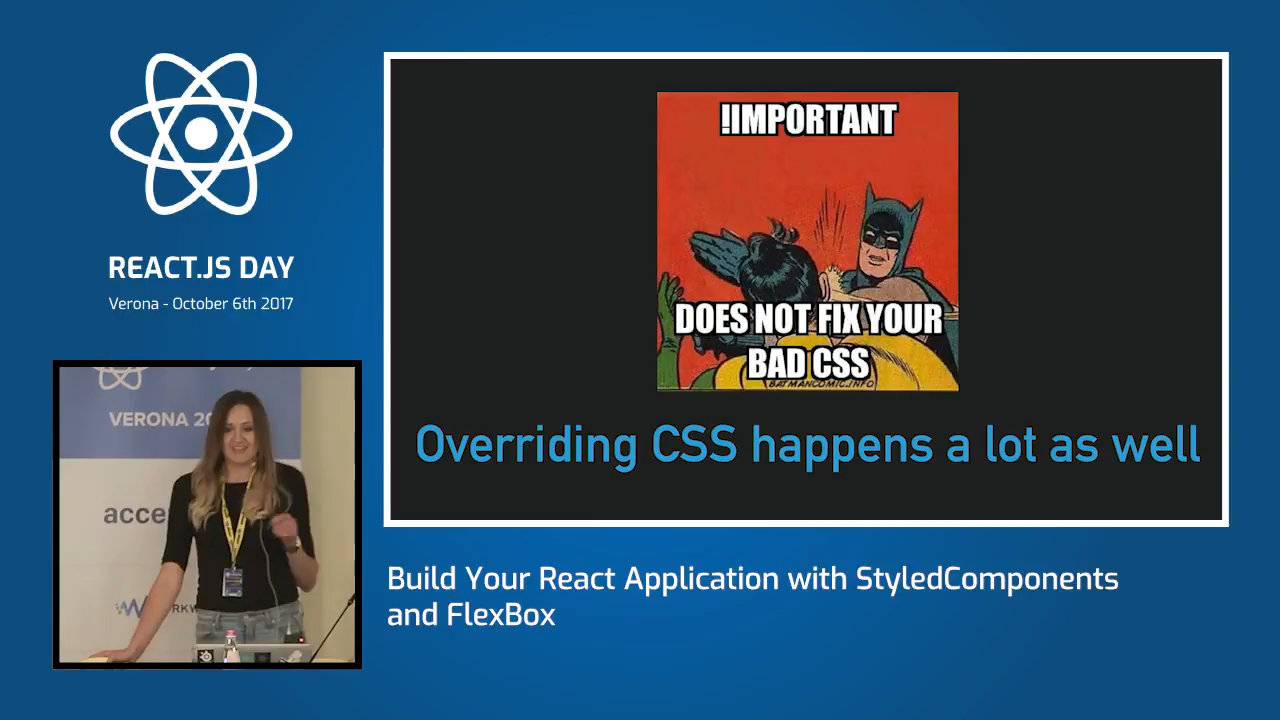 REACT.JS DAY
Verona - October 6th 2017
!IMPORTANT
DOES NOT FIX YOUR
BAD CSS
BATMANCOMIC.INFO
Overriding CSS happens a lot as well
VERONA 20
acce
RKW
Build Your React Application with StyledComponents
and FlexBox